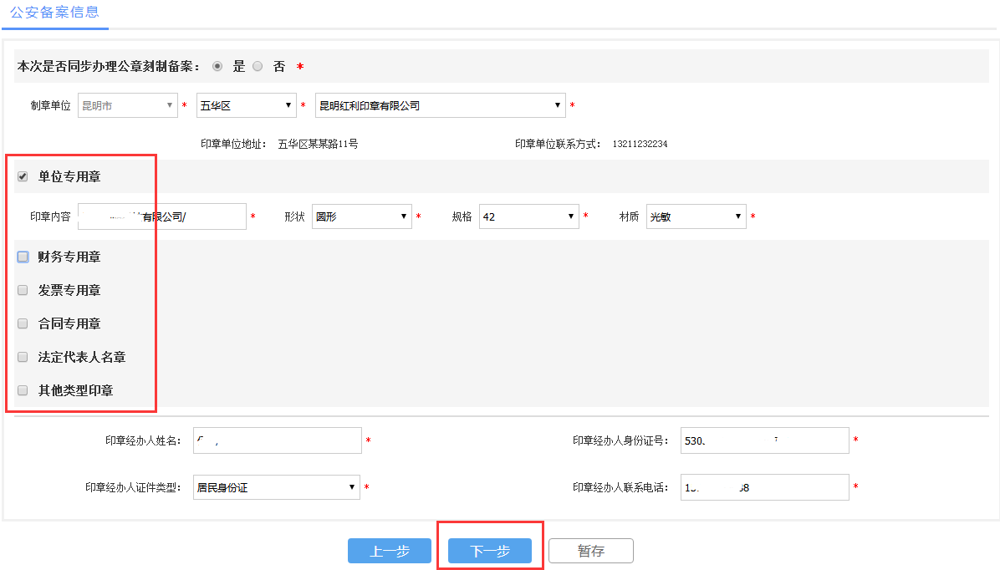 公安备案信息
本次是否同步办理公章刻制备案： 是 否 *
制章单位 昆明市 * 五华区 * 昆明红利印章有限公司 *
印章单位地址： 五华区某某路11号 印章单位联系方式： 13211232234
单位专用章
印章内容 有限公司/ * 形状 圆形 * 规格 42 * 材质 光敏 *
财务专用章
发票专用章
合同专用章
法定代表人名章
其他类型印章
印章经办人姓名： * 印章经办人身份证号： 530 *
印章经办人证件类型： 居民身份证 * 印章经办人联系电话： 1 8 *
上一步 下一步 暂存